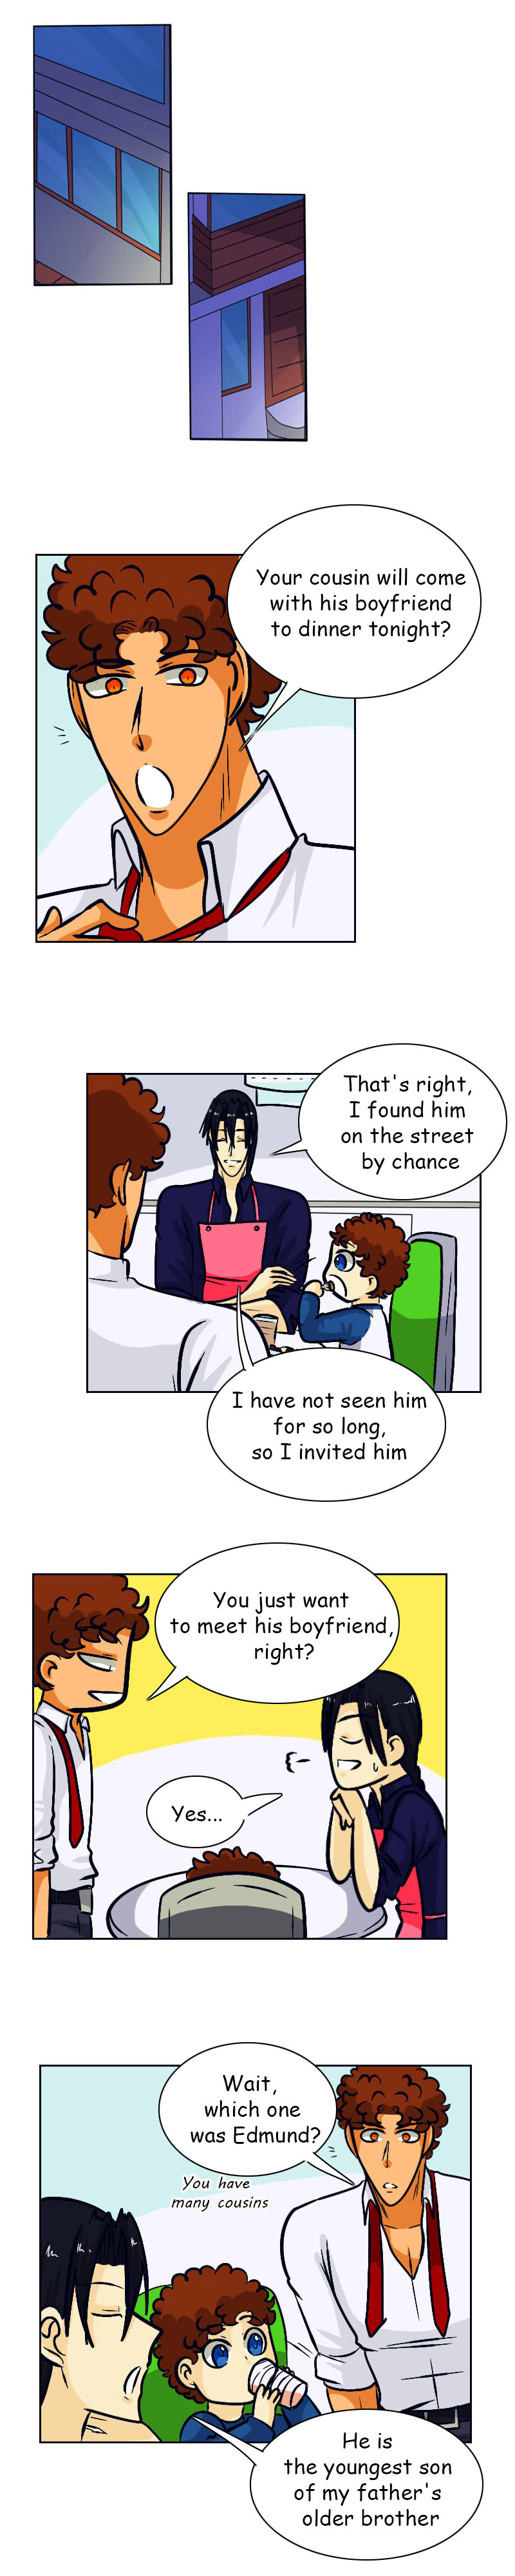 Your cousin will come
with his boyfriend
to dinner tonight?
That's right,
I found him
on the street
by chance
I have not seen him
for so long,
so I invited him
You just want
to meet his boyfriend,
right?
Yes...
Wait,
which one
was Edmund?
You have
many cousins
He is
the youngest son
of my father's
older brother